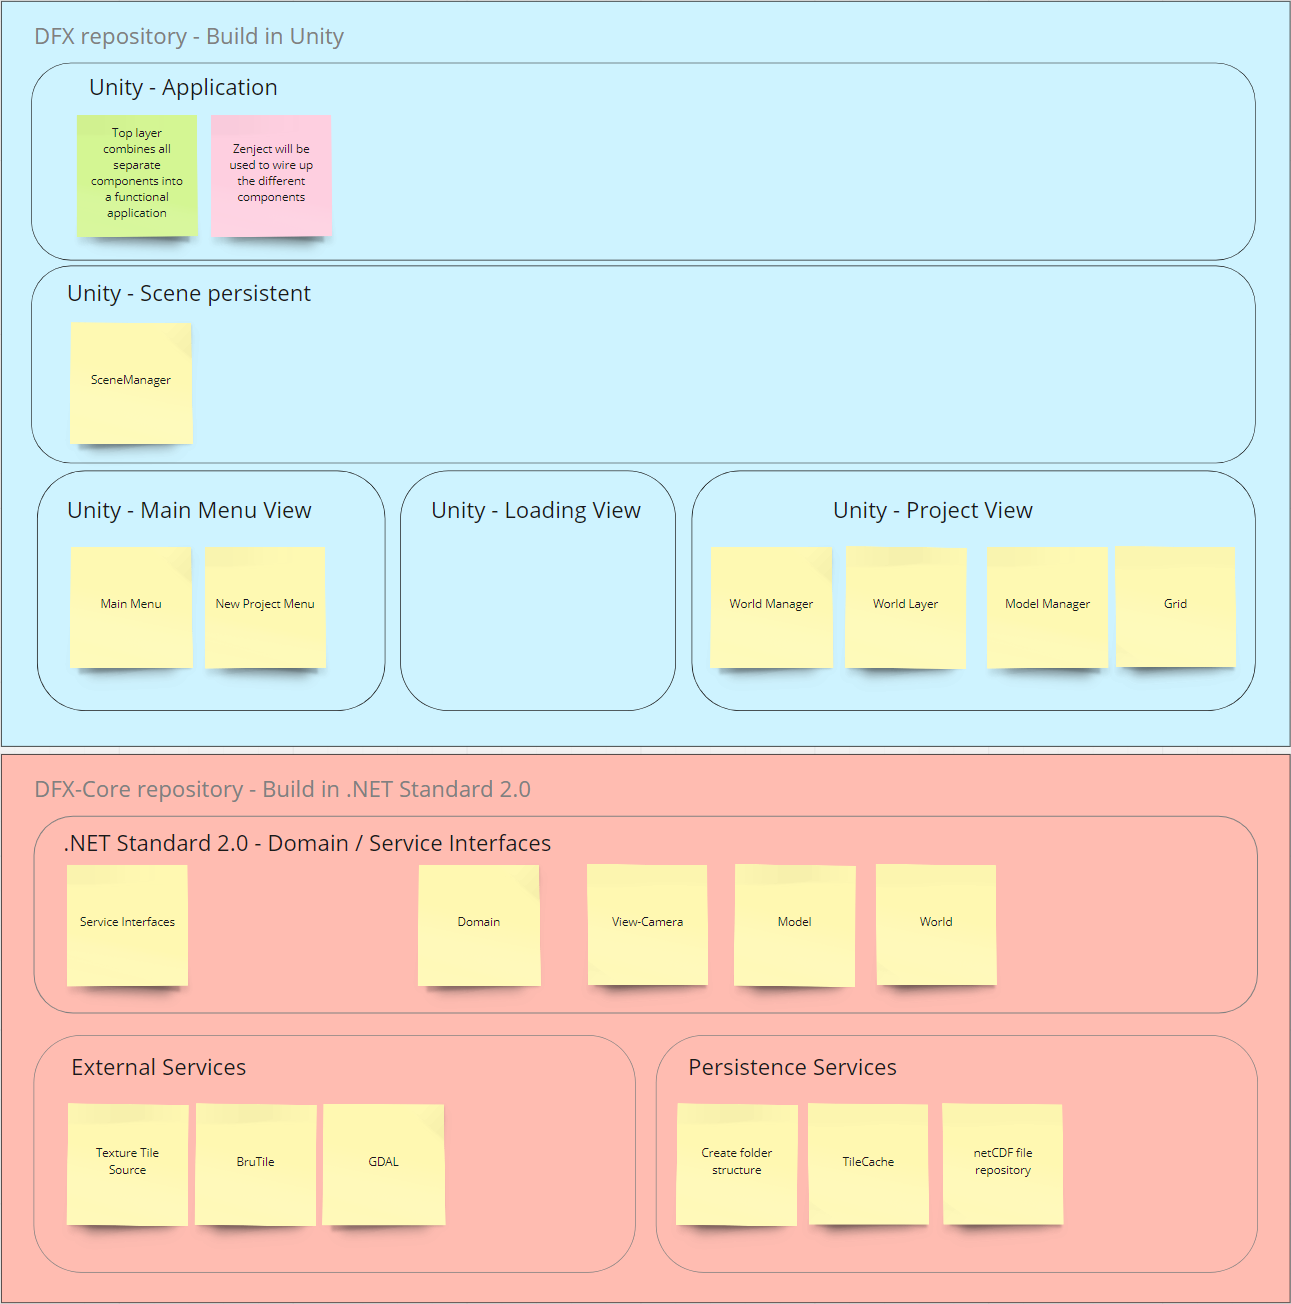 DFX repository - Build in Unity
Unity - Application
Top layer
combines all
separate
components into
a functional
application
Zenject will be
used to wire up
the different
components
Unity - Scene persistent
SceneManager
Unity - Main Menu View
Main Menu
New Project Menu
Unity - Loading View
Unity - Project View
World Manager
World Layer
Model Manager
Grid
DFX-Core repository - Build in .NET Standard 2.0
.NET Standard 2.0 - Domain / Service Interfaces
Service Interfaces
Domain
View-Camera
Model
World
External Services
Texture Tile
Source
BruTile
GDAL
Persistence Services
Create folder
structure
TileCache
netCDF file
repository